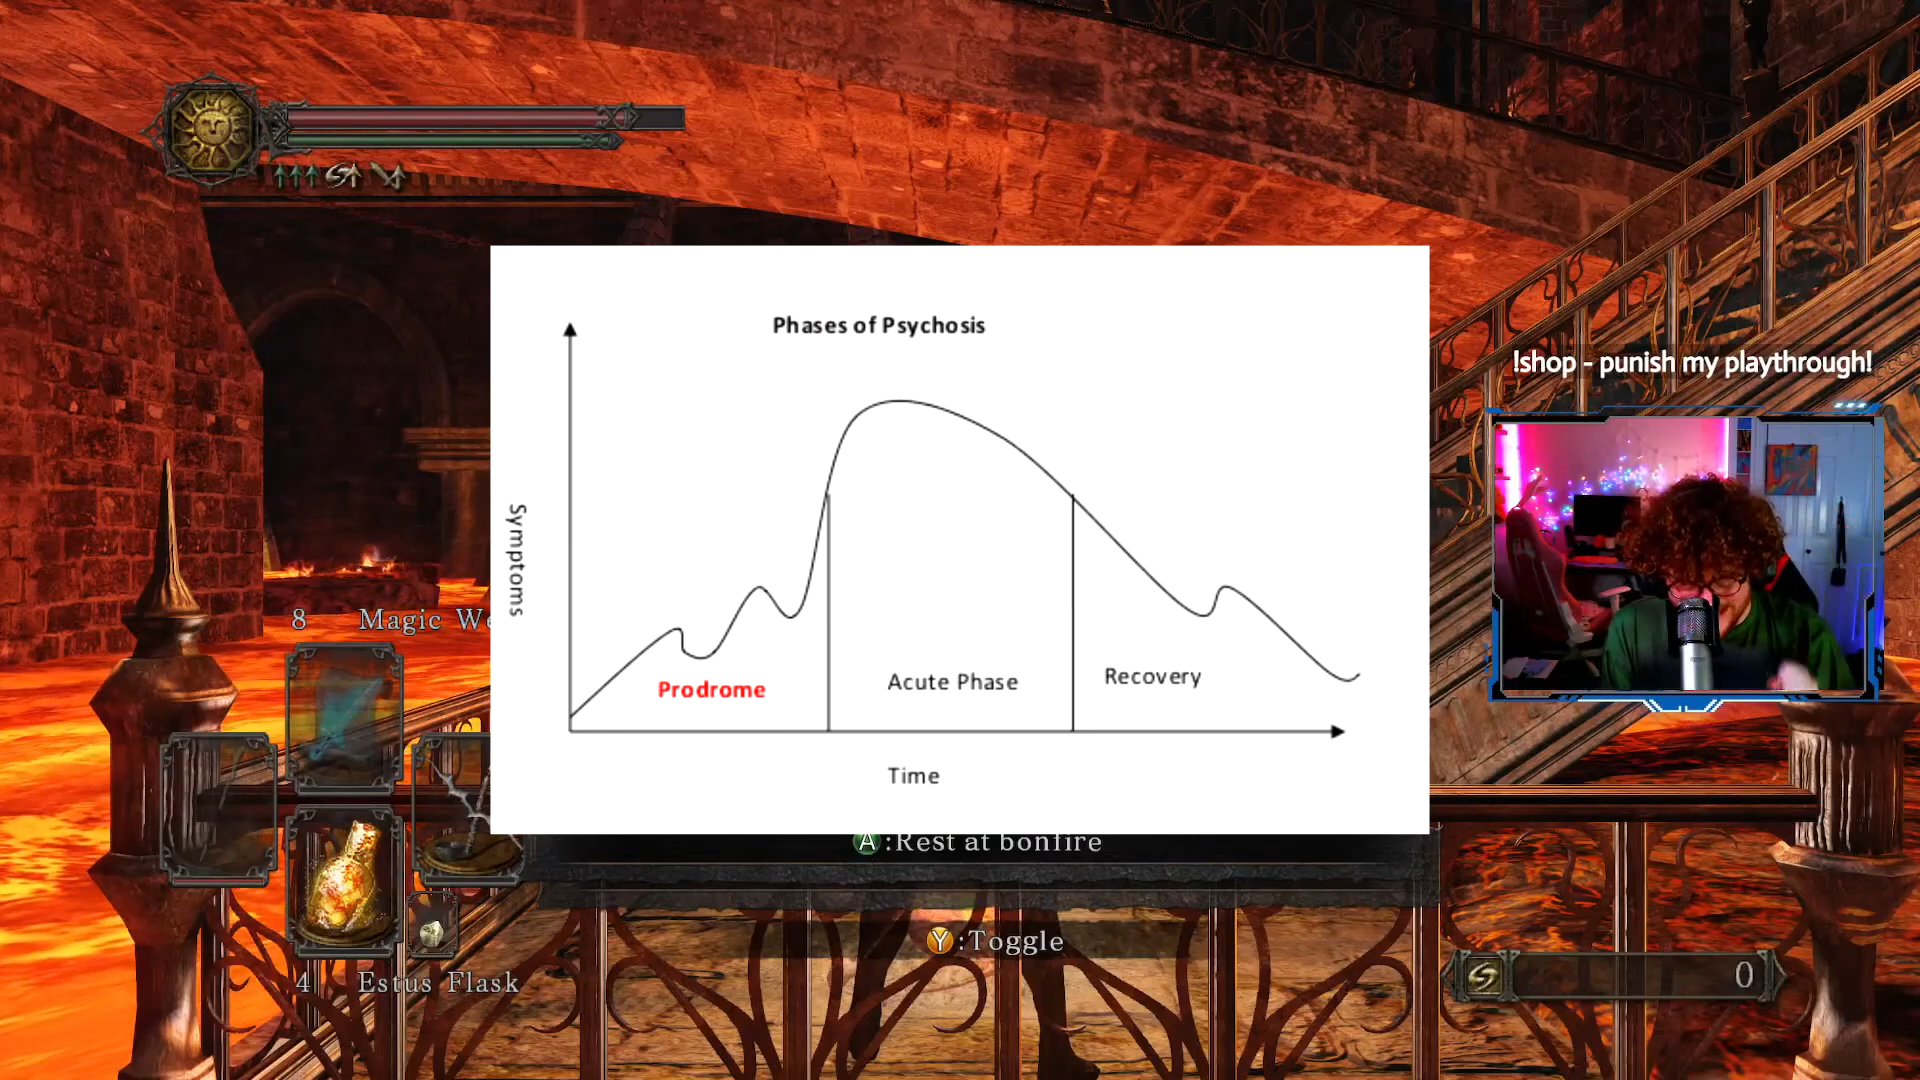 Phases of Psychosis
!shop - punish my playthrough!
Symptoms
8 Magic We
Prodrome
Acute Phase
Recovery
Time
A:Rest at bonfire
Y:Toggle
4 Estus Flask
0